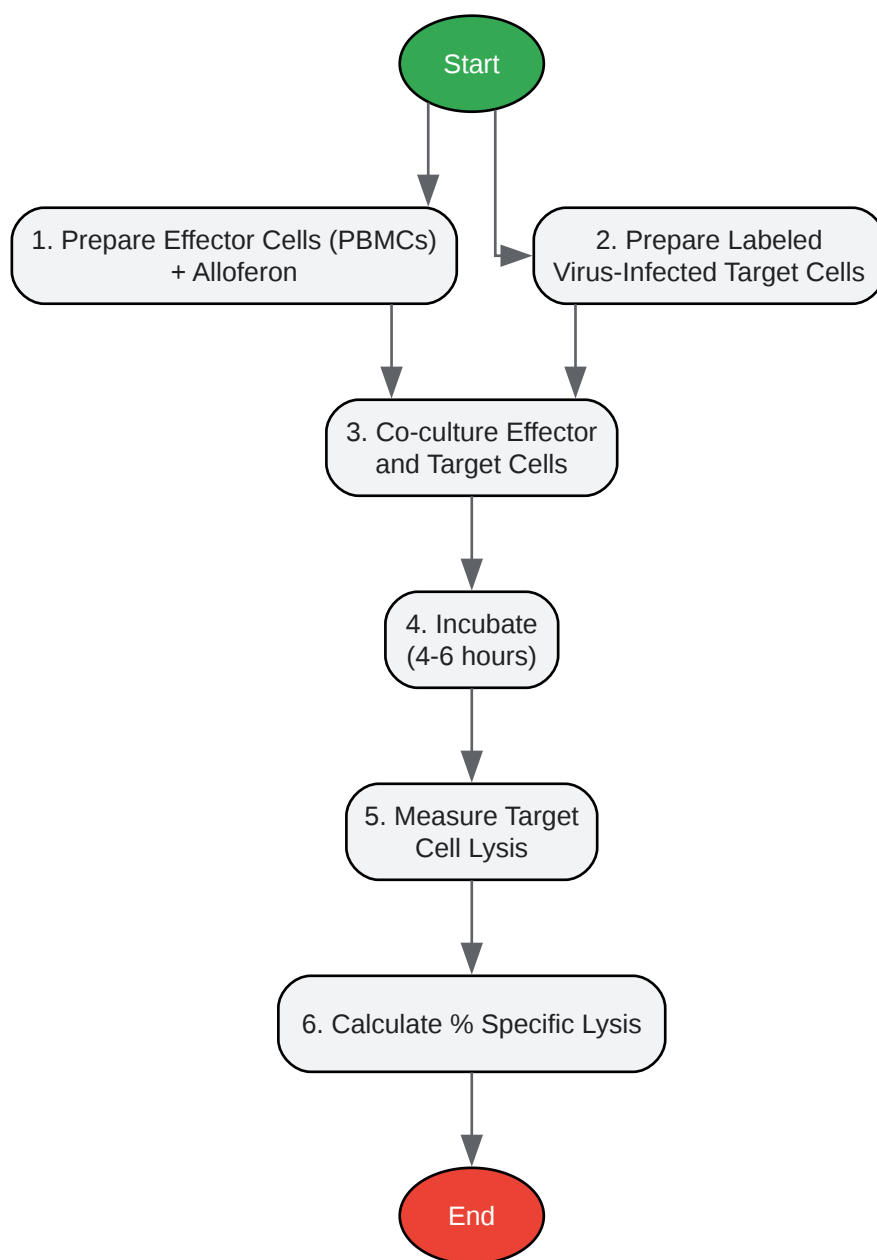 Start
1. Prepare Effector Cells (PBMCs)
+ Alloferon
2. Prepare Labeled
Virus-Infected Target Cells
3. Co-culture Effector
and Target Cells
4. Incubate
(4-6 hours)
5. Measure Target
Cell Lysis
6. Calculate % Specific Lysis
End